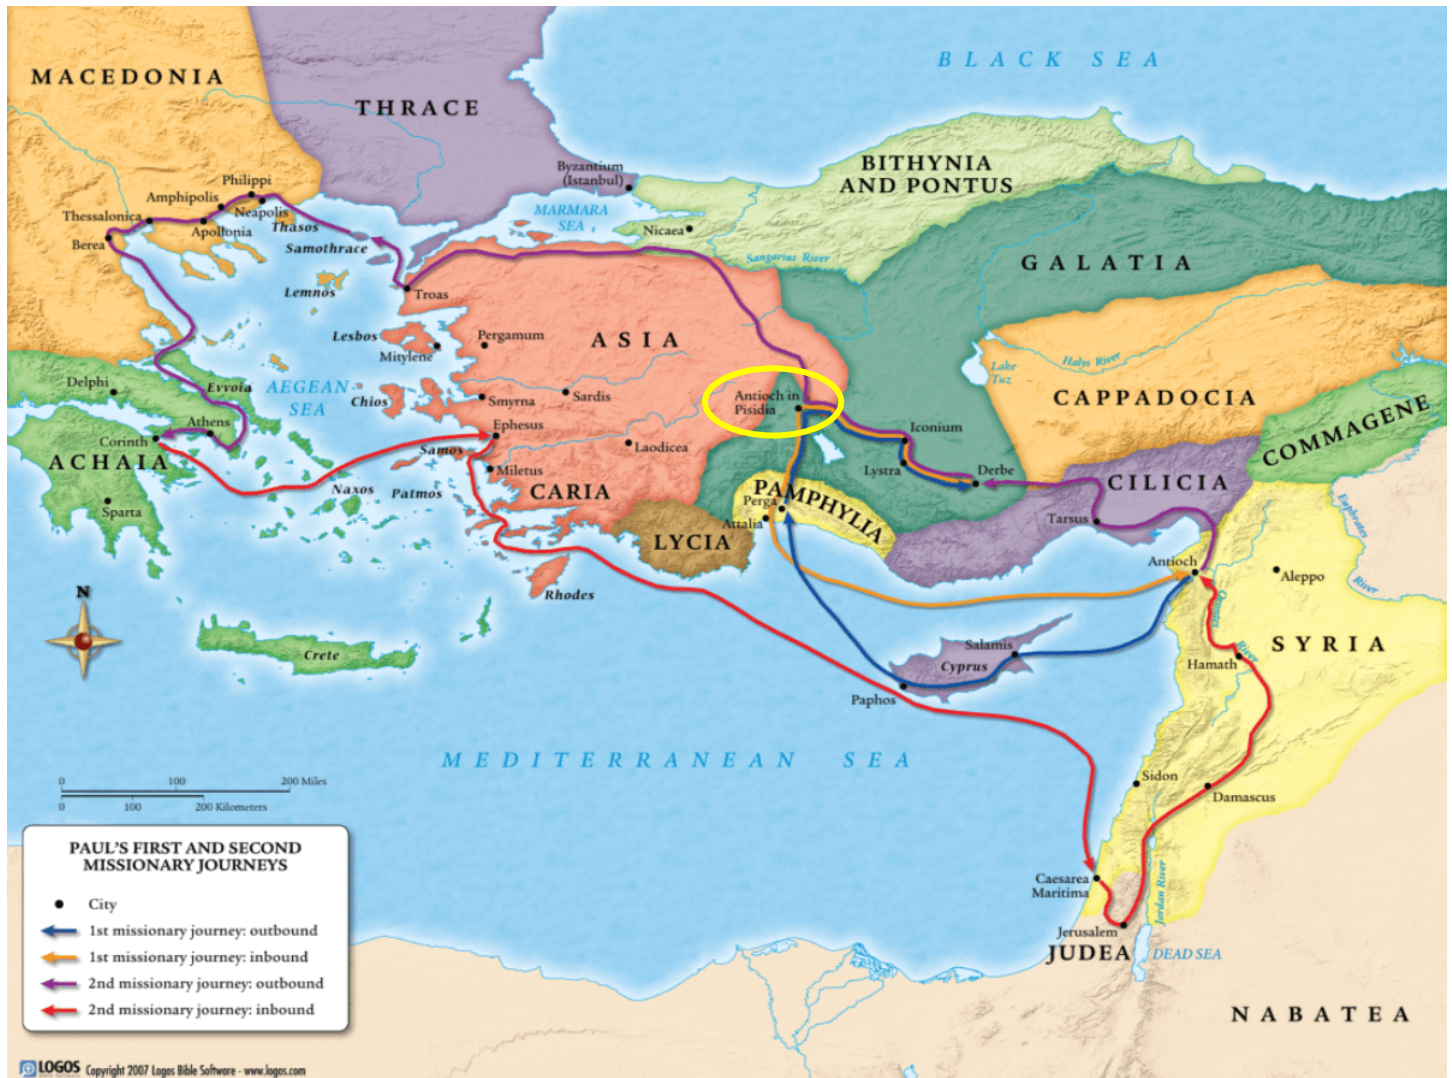 BLACK SEA
MACEDONIA
THRACE
BITHYNIA
AND PONTUS
Byzantium
(Istanbul)
Philippi
Amphipolis
Neapolis
Thessalonica
Apollonia
Thasos
Berea
Samothrace
MARMARA
SEA
Nicaea
Sangarius River
GALATIA
Lemnos
Troas
Lesbos
Mitylene
Pergamum
ASIA
Lake
Tuz
Halys River
CAPPADOCIA
COMMAGENE
Delphi
Evvoia
AEGEAN
SEA
Chios
Smyrna
Sardis
Antioch in
Pisidia
Athens
Corinth
ACHAIA
Ephesus
Samos
Laodicea
Iconium
Lystra
Derbe
Miletus
CARIA
Naxos
Patmos
Sparta
PAMPHYLIA
Perga
Attalia
LYCIA
CILICIA
Tarsus
Euphrates
River
Antioch
Aleppo
Rhodes
Orontes
River
SYRIA
Hamath
N
Crete
Salamis
Cyprus
Paphos
MEDITERRANEAN SEA
Sidon
Damascus
0 100 200 Miles
0 100 200 Kilometers
Caesarea
Maritima
Jordan River
Jerusalem
JUDEA
DEAD SEA
NABATEA
PAUL'S FIRST AND SECOND
MISSIONARY JOURNEYS
City
1st missionary journey: outbound
1st missionary journey: inbound
2nd missionary journey: outbound
2nd missionary journey: inbound
LOGOS Copyright 2007 Logos Bible Software - www.logos.com